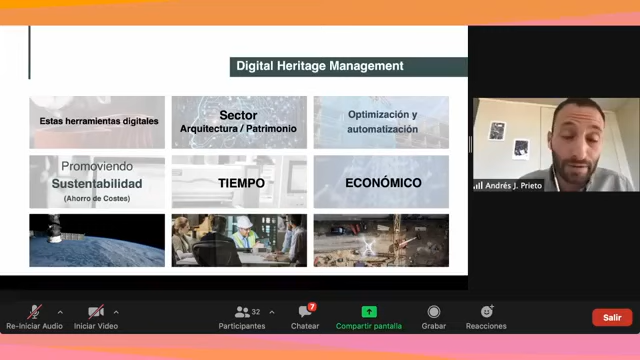 Digital Heritage Management
Estas herramientas digitales
Sector
Arquitectura / Patrimonio
Optimización y
automatización
Promoviendo
Sustentabilidad
(Ahorro de Costes)
TIEMPO
ECONÓMICO
Andrés J. Prieto
Re-Iniciar Audio
Iniciar Video
32
Participantes
7
Chatear
Compartir pantalla
Grabar
Reacciones
Salir